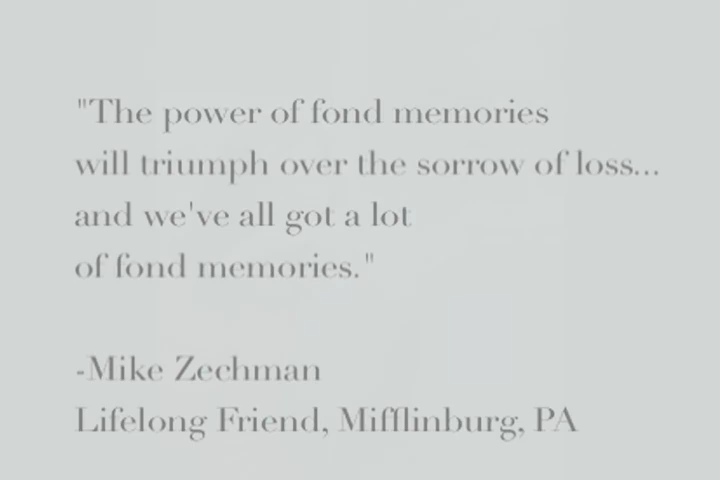 "The power of fond memories
will triumph over the sorrow of loss...
and we've all got a lot
of fond memories."
-Mike Zechman
Lifelong Friend, Mifflinburg, PA